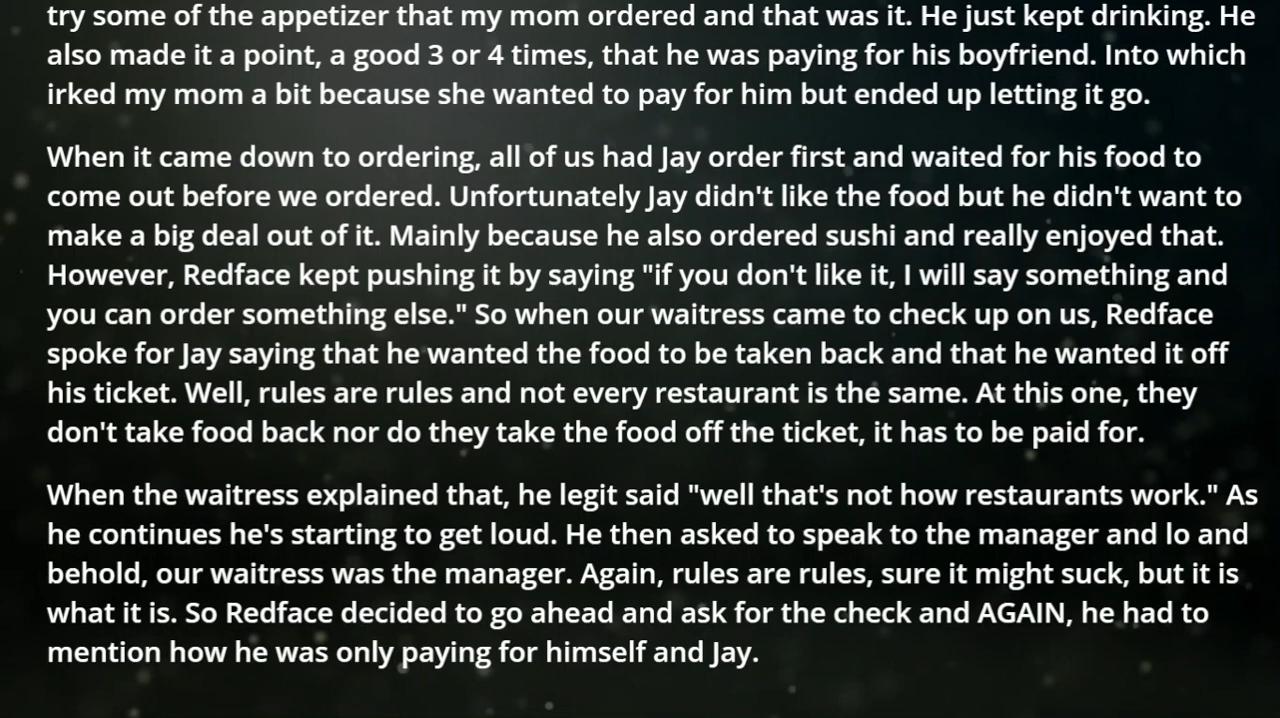 try some of the appetizer that my mom ordered and that was it. He just kept drinking. He
also made it a point, a good 3 or 4 times, that he was paying for his boyfriend. Into which
irked my mom a bit because she wanted to pay for him but ended up letting it go.
When it came down to ordering, all of us had Jay order first and waited for his food to
come out before we ordered. Unfortunately Jay didn't like the food but he didn't want to
make a big deal out of it. Mainly because he also ordered sushi and really enjoyed that.
However, Redface kept pushing it by saying "if you don't like it, I will say something and
you can order something else." So when our waitress came to check up on us, Redface
spoke for Jay saying that he wanted the food to be taken back and that he wanted it off
his ticket. Well, rules are rules and not every restaurant is the same. At this one, they
don't take food back nor do they take the food off the ticket, it has to be paid for.
When the waitress explained that, he legit said "well that's not how restaurants work." As
he continues he's starting to get loud. He then asked to speak to the manager and lo and
behold, our waitress was the manager. Again, rules are rules, sure it might suck, but it is
what it is. So Redface decided to go ahead and ask for the check and AGAIN, he had to
mention how he was only paying for himself and Jay.